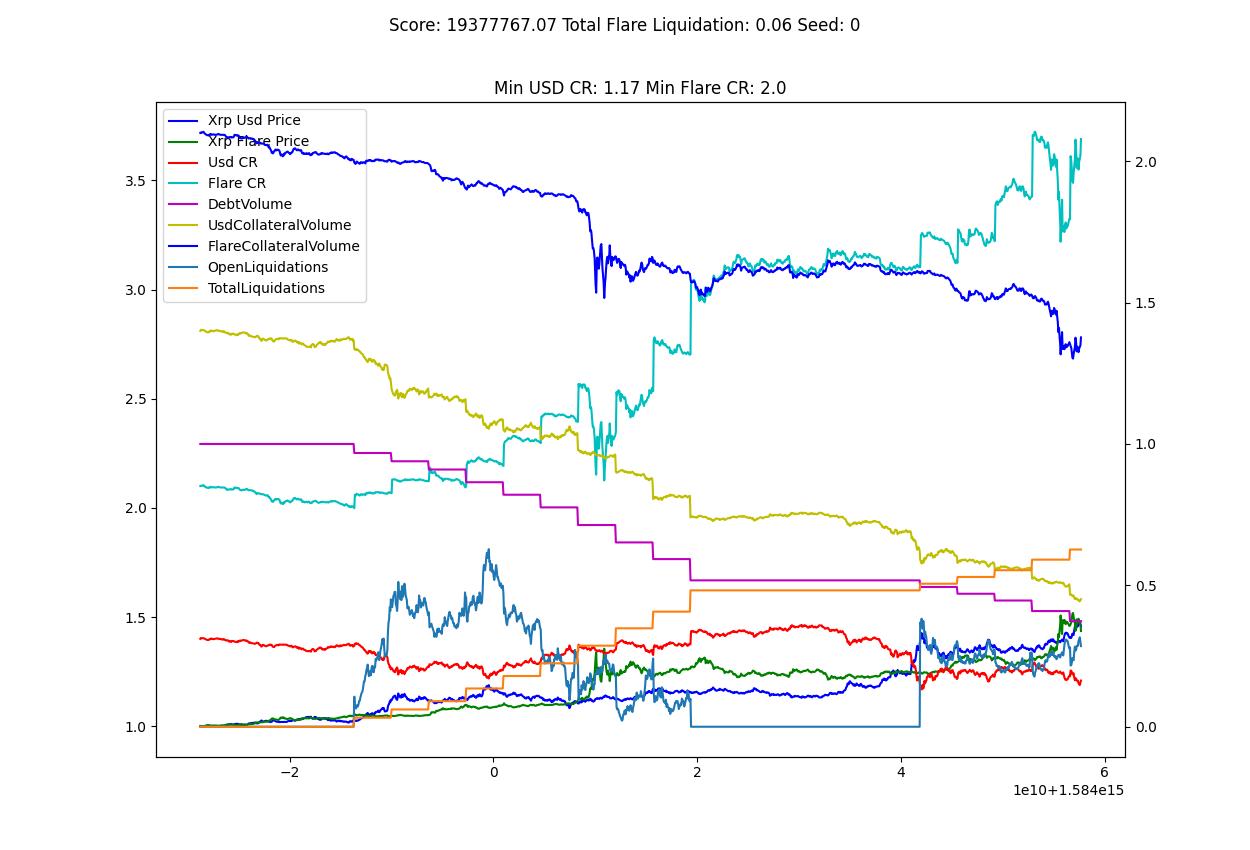 Score: 19377767.07 Total Flare Liquidation: 0.06 Seed: 0
Min USD CR: 1.17 Min Flare CR: 2.0
Xrp Usd Price
Xrp Flare Price
Usd CR
Flare CR
DebtVolume
UsdCollateralVolume
FlareCollateralVolume
OpenLiquidations
TotalLiquidations
3.5
3.0
2.5
2.0
1.5
1.0
2.0
1.5
1.0
0.5
0.0
−2
0
2
4
6
1e10+1.584e15